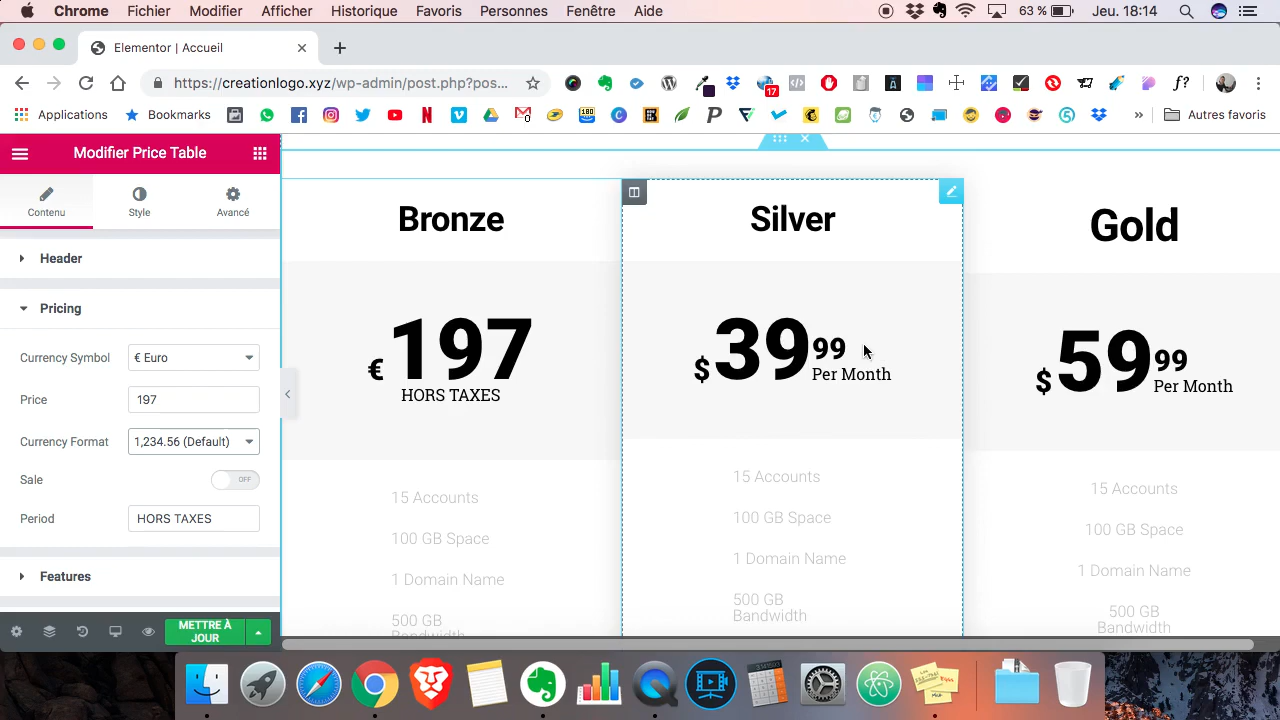 Chrome Fichier Modifier Afficher Historique Favoris Personnes Fenêtre Aide 63 % Jeu. 18:14
Elementor | Accueil
https://creationlogo.xyz/wp-admin/post.php?pos...
17
f?
Applications Bookmarks Autres favoris
Modifier Price Table
Contenu Style Avancé
Header
Pricing
Currency Symbol € Euro
Price 197
Currency Format 1,234.56 (Default)
Sale OFF
Period HORS TAXES
Features
METTRE À
JOUR
Bronze
€197
HORS TAXES
15 Accounts
100 GB Space
1 Domain Name
500 GB
Bandwidth
Silver
$3999
Per Month
15 Accounts
100 GB Space
1 Domain Name
500 GB
Bandwidth
Gold
$5999
Per Month
15 Accounts
100 GB Space
1 Domain Name
500 GB
Bandwidth